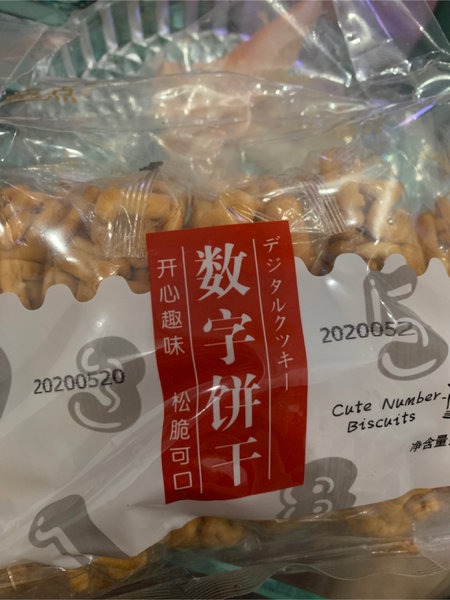 デジタルクッキー
数字饼干
开心趣味 松脆可口
20200520
2020052
Cute Number-
Biscuits
净含量